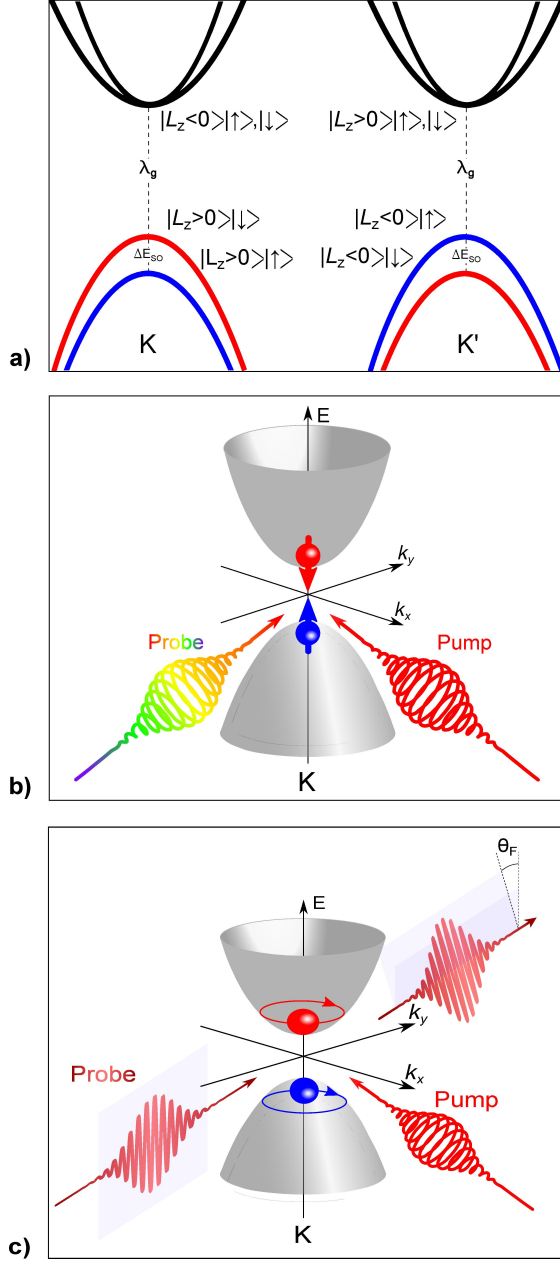 |Lz<0>|↑>,|↓>
|Lz>0>|↑>,|↓>
λg
λg
|Lz>0>|↓>
|Lz<0>|↑>
ΔESO
|Lz>0>|↑>
|Lz<0>|↓>
ΔESO
K
K'
a)
E
ky
kx
Probe
Pump
K
b)
θF
E
ky
kx
Probe
Pump
K
c)